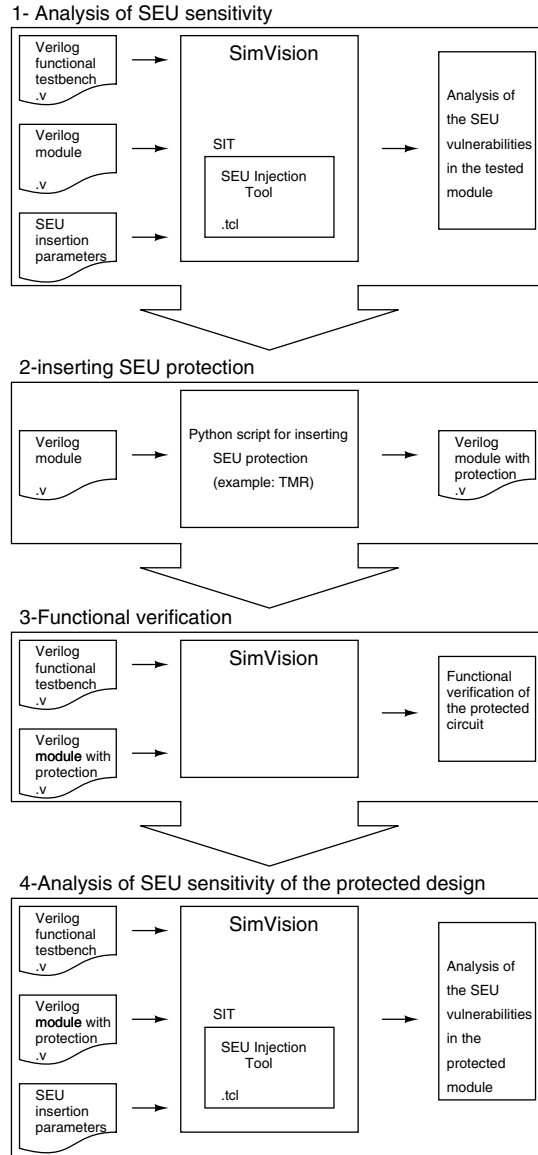 1- Analysis of SEU sensitivity
Verilog
functional
testbench
.v
Verilog
module
.v
SEU
insertion
parameters
SimVision
SIT
SEU Injection
Tool
.tcl
Analysis of
the SEU
vulnerabilities
in the tested
module
2-inserting SEU protection
Verilog
module
.v
Python script for inserting
SEU protection
(example: TMR)
Verilog
module with
protection
.v
3-Functional verification
Verilog
functional
testbench
.v
Verilog
module with
protection
.v
SimVision
Functional
verification of
the protected
circuit
4-Analysis of SEU sensitivity of the protected design
Verilog
functional
testbench
.v
Verilog
module with
protection
.v
SEU
insertion
parameters
SimVision
SIT
SEU Injection
Tool
.tcl
Analysis of
the SEU
vulnerabilities
in the
protected
module